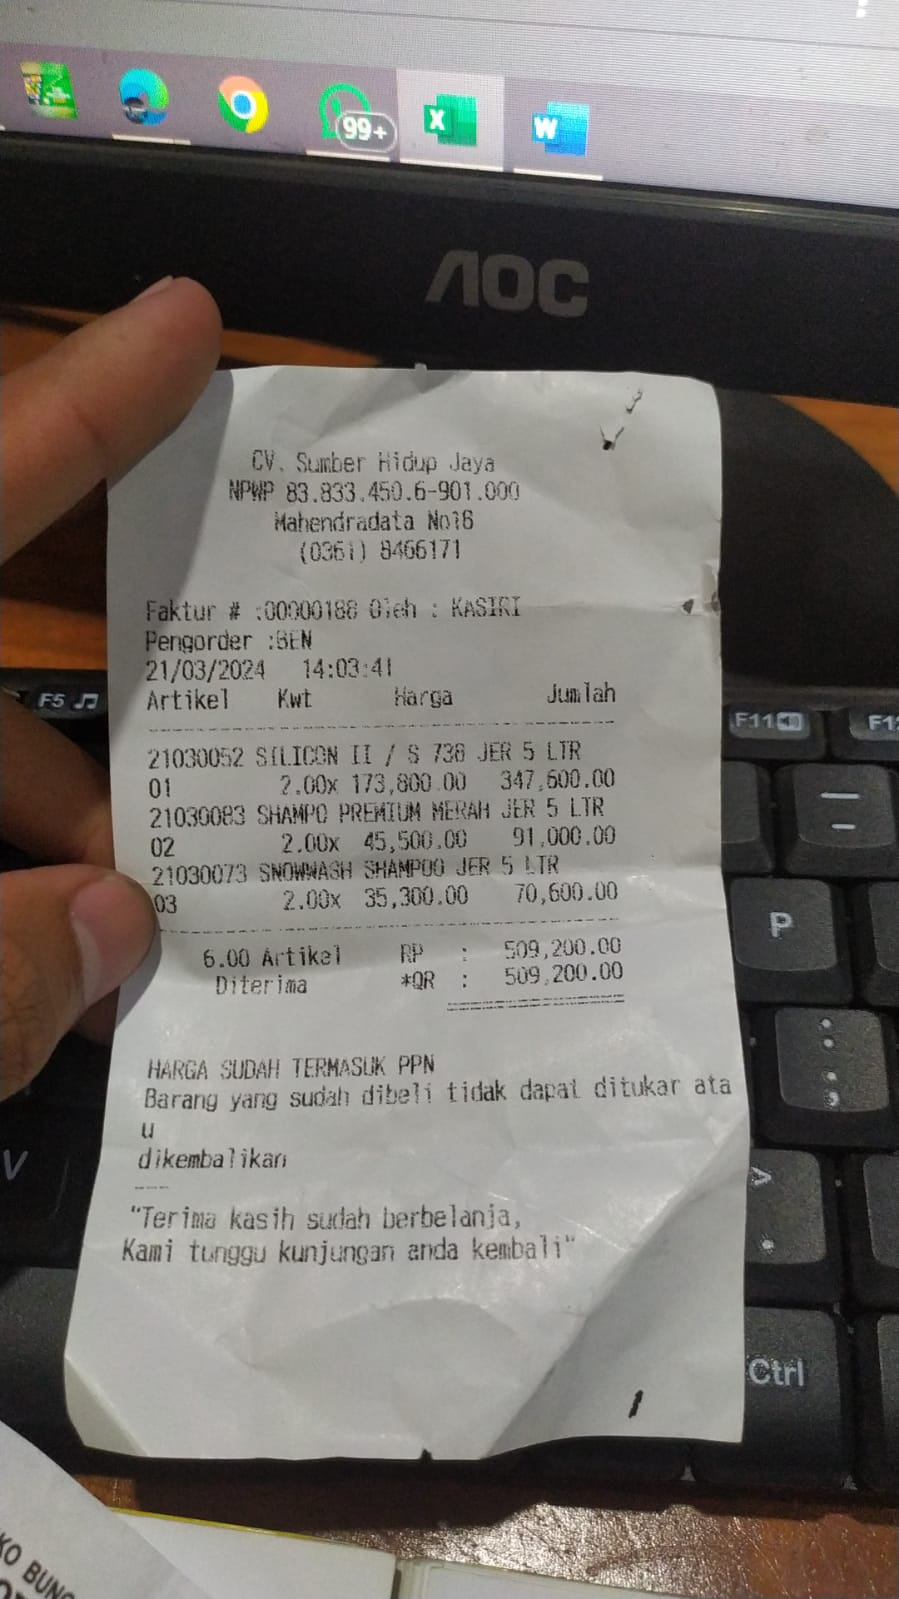 99+
X
W
AOC
CV. Sumber Hidup Jaya
NPWP 83.833.450.6-901.000
Mahendradata No16
(0361) 8466171
Faktur # :00000188 Oleh : KASIR1
Pengorder :BEN
21/03/2024 14:03:41
Artikel Kwt Harga Jumlah
21030052 SILICON II / S 738 JER 5 LTR
01 2.00x 173,800.00 347,600.00
21030083 SHAMPO PREMIUM MERAH JER 5 LTR
02 2.00x 45,500.00 91,000.00
21030073 SNOWWASH SHAMPOO JER 5 LTR
03 2.00x 35,300.00 70,600.00
6.00 Artikel RP : 509,200.00
Diterima *QR : 509,200.00
HARGA SUDAH TERMASUK PPN
Barang yang sudah dibeli tidak dapat ditukar ata
u
dikembalikan
----
"Terima kasih sudah berbelanja,
Kami tunggu kunjungan anda kembali"
F5
F11
F12
P
V
Ctrl